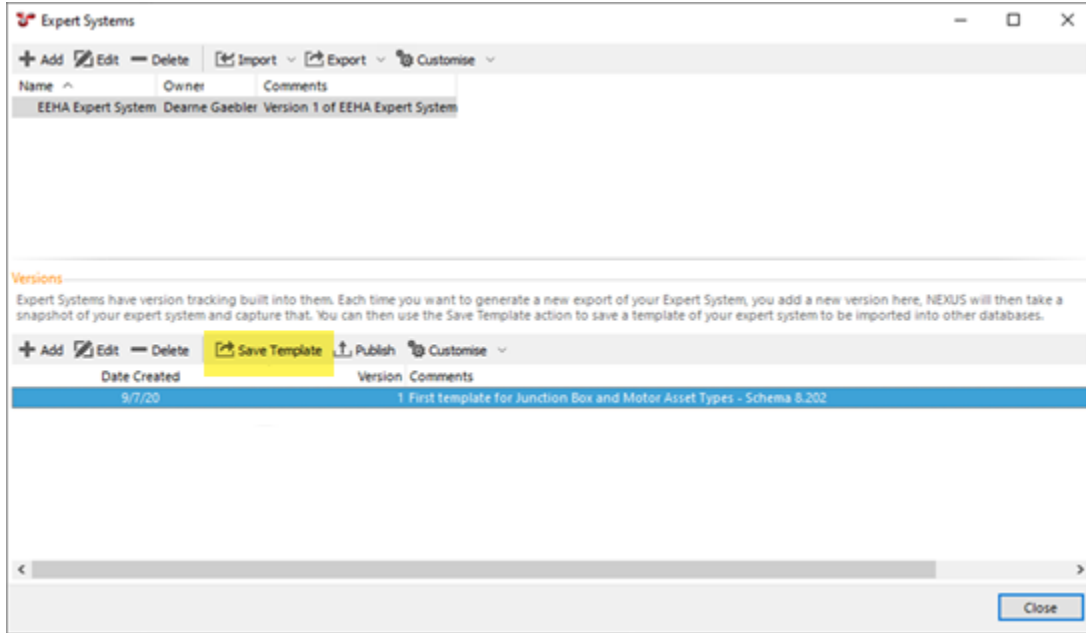 Expert Systems
Add Edit Delete Import Export Customise
Name Owner Comments
EEHA Expert System Dearne Gaebler Version 1 of EEHA Expert System
Versions
Expert Systems have version tracking built into them. Each time you want to generate a new export of your Expert System, you add a new version here, NEXUS will then take a
snapshot of your expert system and capture that. You can then use the Save Template action to save a template of your expert system to be imported into other databases.
Add Edit Delete Save Template Publish Customise
Date Created Version Comments
9/7/20 1 First template for Junction Box and Motor Asset Types - Schema 8.202
Close